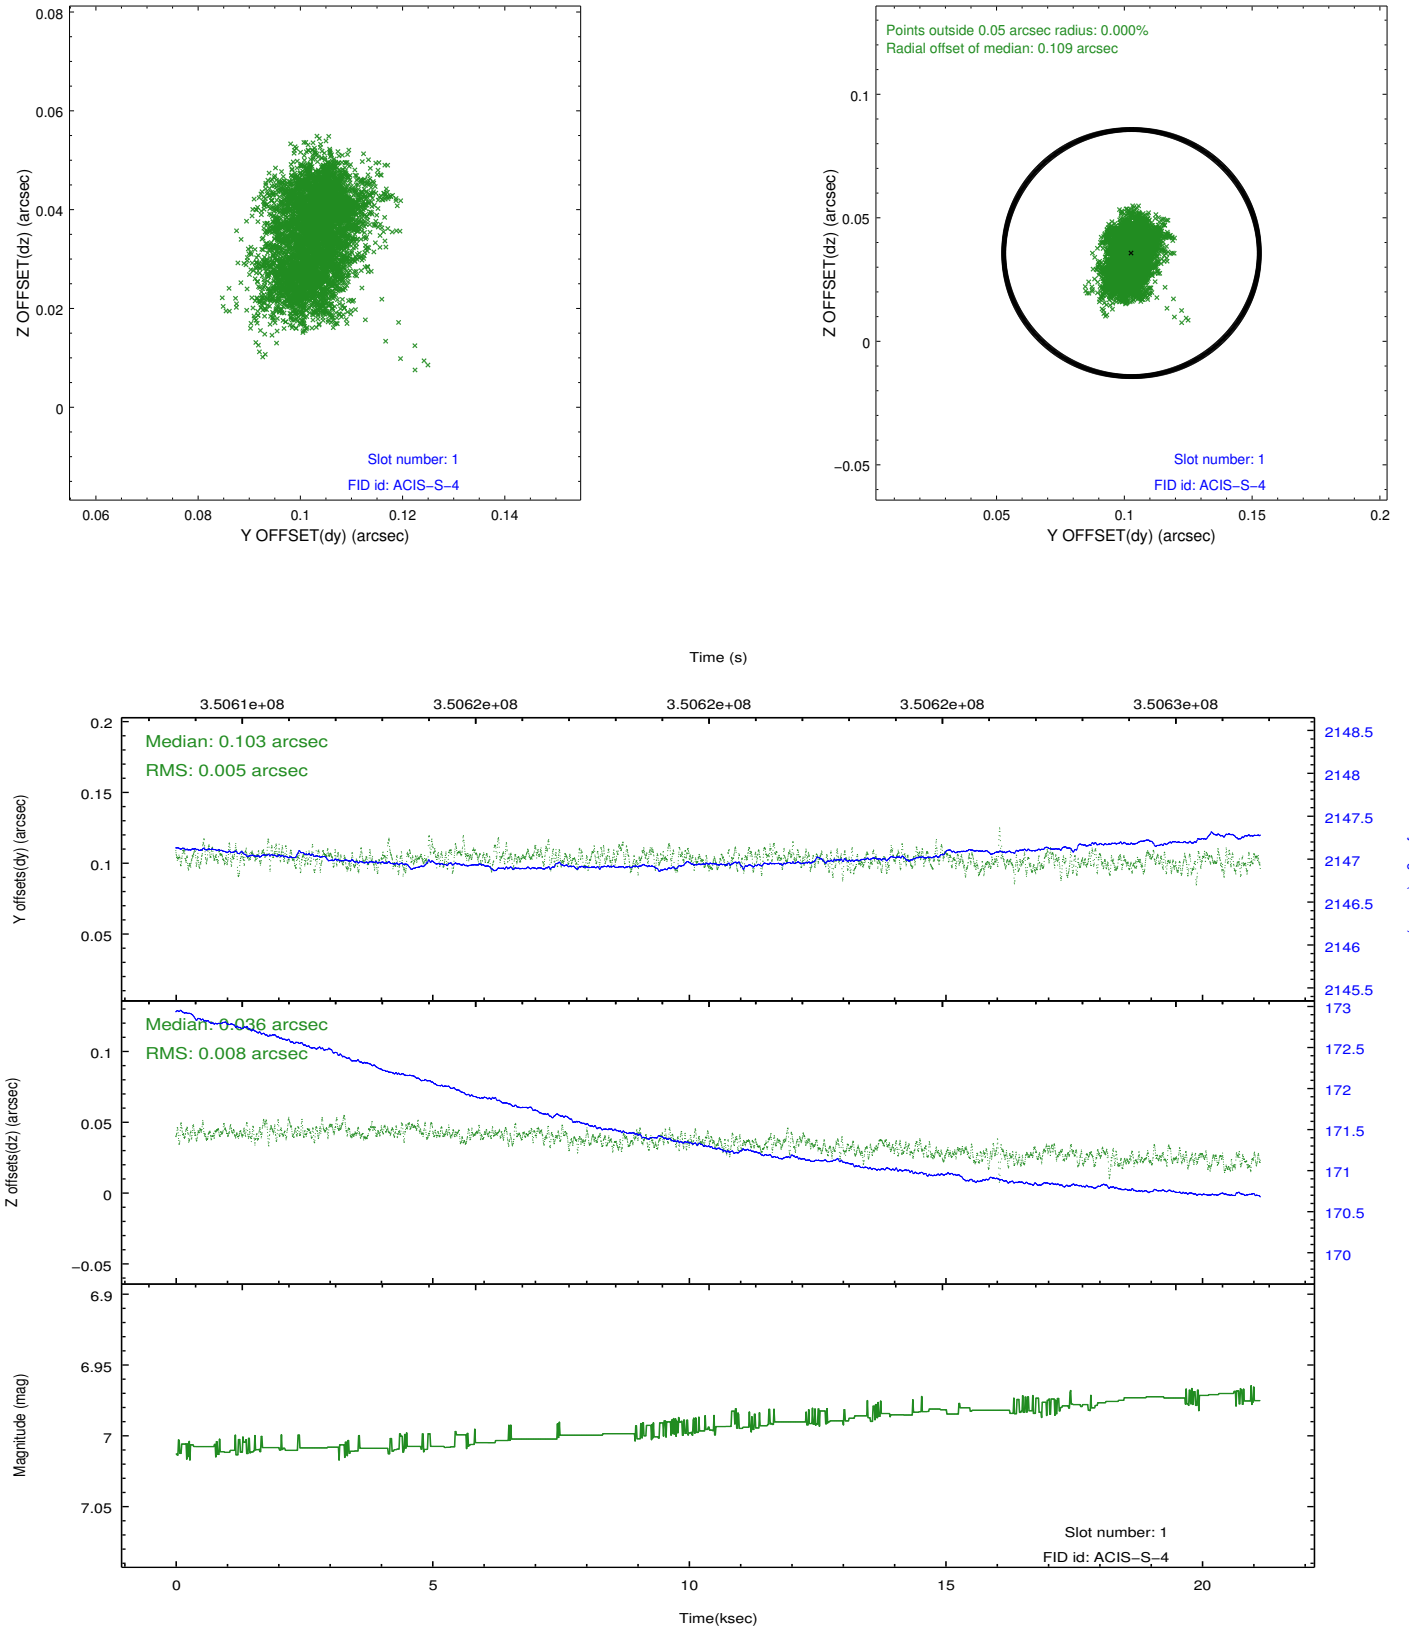 0.08
0.06
0.04
0.02
0
Z OFFSET(dz) (arcsec)
0.06 0.08 0.1 0.12 0.14
Y OFFSET(dy) (arcsec)
Slot number: 1
FID id: ACIS−S−4
Points outside 0.05 arcsec radius: 0.000%
Radial offset of median: 0.109 arcsec
0.1
0.05
0
−0.05
Z OFFSET(dz) (arcsec)
0.05 0.1 0.15 0.2
Y OFFSET(dy) (arcsec)
Slot number: 1
FID id: ACIS−S−4
Time (s)
3.5061e+08 3.5062e+08 3.5062e+08 3.5062e+08 3.5063e+08
Median: 0.103 arcsec
RMS: 0.005 arcsec
0.2
0.15
0.1
0.05
Y offsets(dy) (arcsec)
2148.5
2148
2147.5
2147
2146.5
2146
2145.5
Median: 0.036 arcsec
RMS: 0.008 arcsec
0.1
0.05
0
−0.05
Z offsets(dz) (arcsec)
173
172.5
172
171.5
171
170.5
170
6.9
6.95
7
7.05
Magnitude (mag)
Slot number: 1
FID id: ACIS−S−4
0 5 10 15 20
Time(ksec)